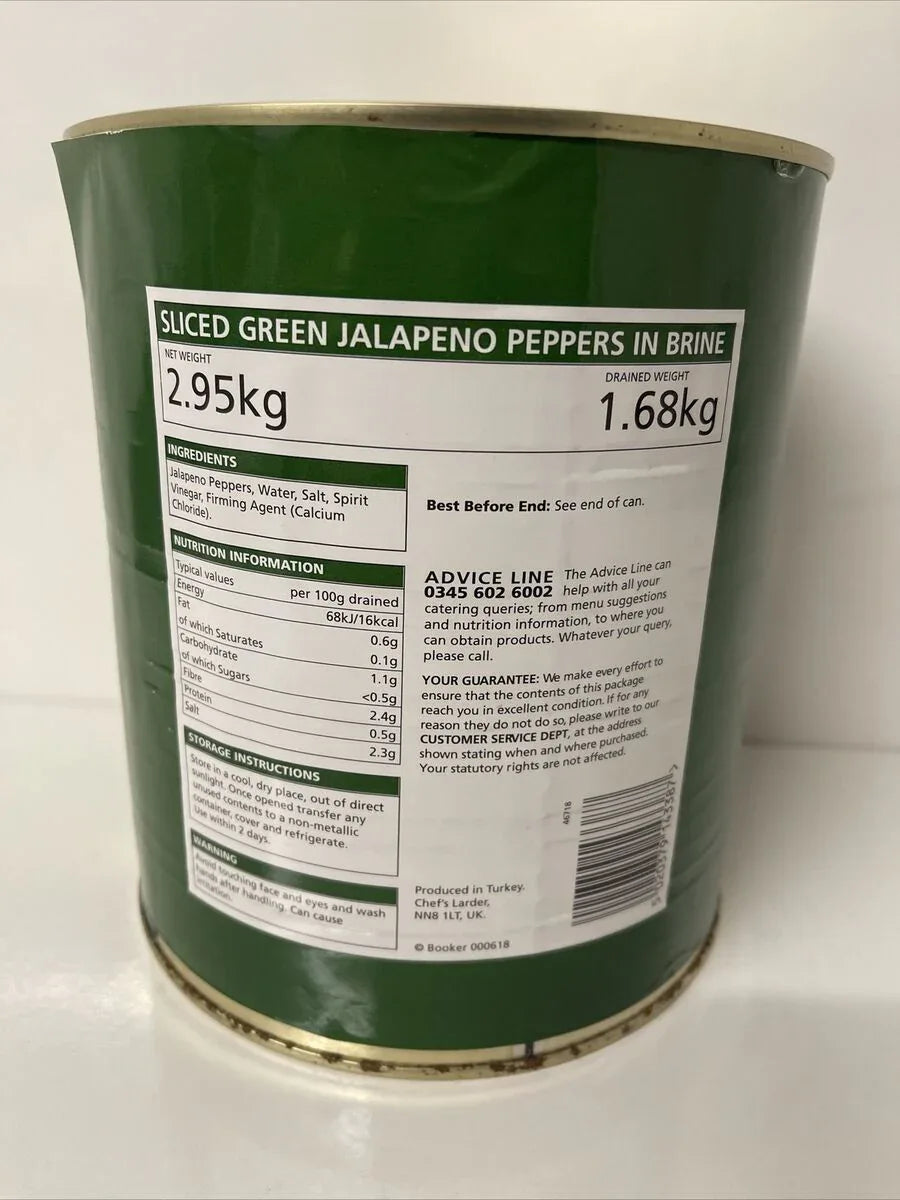 SLICED GREEN JALAPENO PEPPERS IN BRINE
NET WEIGHT
2.95kg
DRAINED WEIGHT
1.68kg
INGREDIENTS
Jalapeno Peppers, Water, Salt, Spirit
Vinegar, Firming Agent (Calcium
Chloride).
NUTRITION INFORMATION
Typical values per 100g drained
Energy 68kJ/16kcal
Fat 0.6g
of which Saturates 0.1g
Carbohydrate 1.1g
of which Sugars <0.5g
Fibre 2.4g
Protein 0.5g
Salt 2.3g
STORAGE INSTRUCTIONS
Store in a cool, dry place, out of direct
sunlight. Once opened transfer any
unused contents to a non-metallic
container, cover and refrigerate.
Use within 2 days.
WARNING
Avoid touching face and eyes and wash
hands after handling. Can cause
irritation.
Best Before End: See end of can.
ADVICE LINE The Advice Line can
0345 602 6002 help with all your
catering queries; from menu suggestions
and nutrition information, to where you
can obtain products. Whatever your query,
please call.
YOUR GUARANTEE: We make every effort to
ensure that the contents of this package
reach you in excellent condition. If for any
reason they do not do so, please write to our
CUSTOMER SERVICE DEPT, at the address
shown stating when and where purchased.
Your statutory rights are not affected.
46718
Produced in Turkey.
Chef's Larder,
NN8 1LT, UK.
© Booker 000618